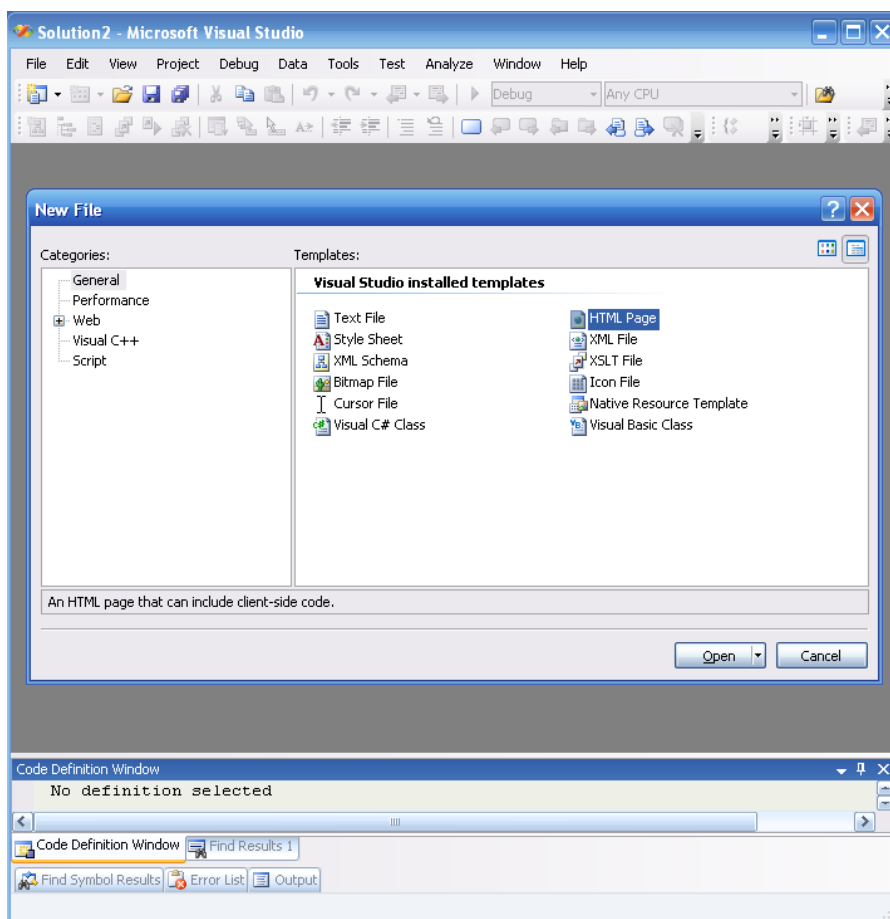 Solution2 - Microsoft Visual Studio
File Edit View Project Debug Data Tools Test Analyze Window Help
Debug Any CPU
New File
Categories: Templates:
General
Performance
Web
Visual C++
Script
Visual Studio installed templates
Text File HTML Page
Style Sheet XML File
XML Schema XSLT File
Bitmap File Icon File
Cursor File Native Resource Template
Visual C# Class Visual Basic Class
An HTML page that can include client-side code.
Open Cancel
Code Definition Window
No definition selected
Code Definition Window Find Results 1
Find Symbol Results Error List Output